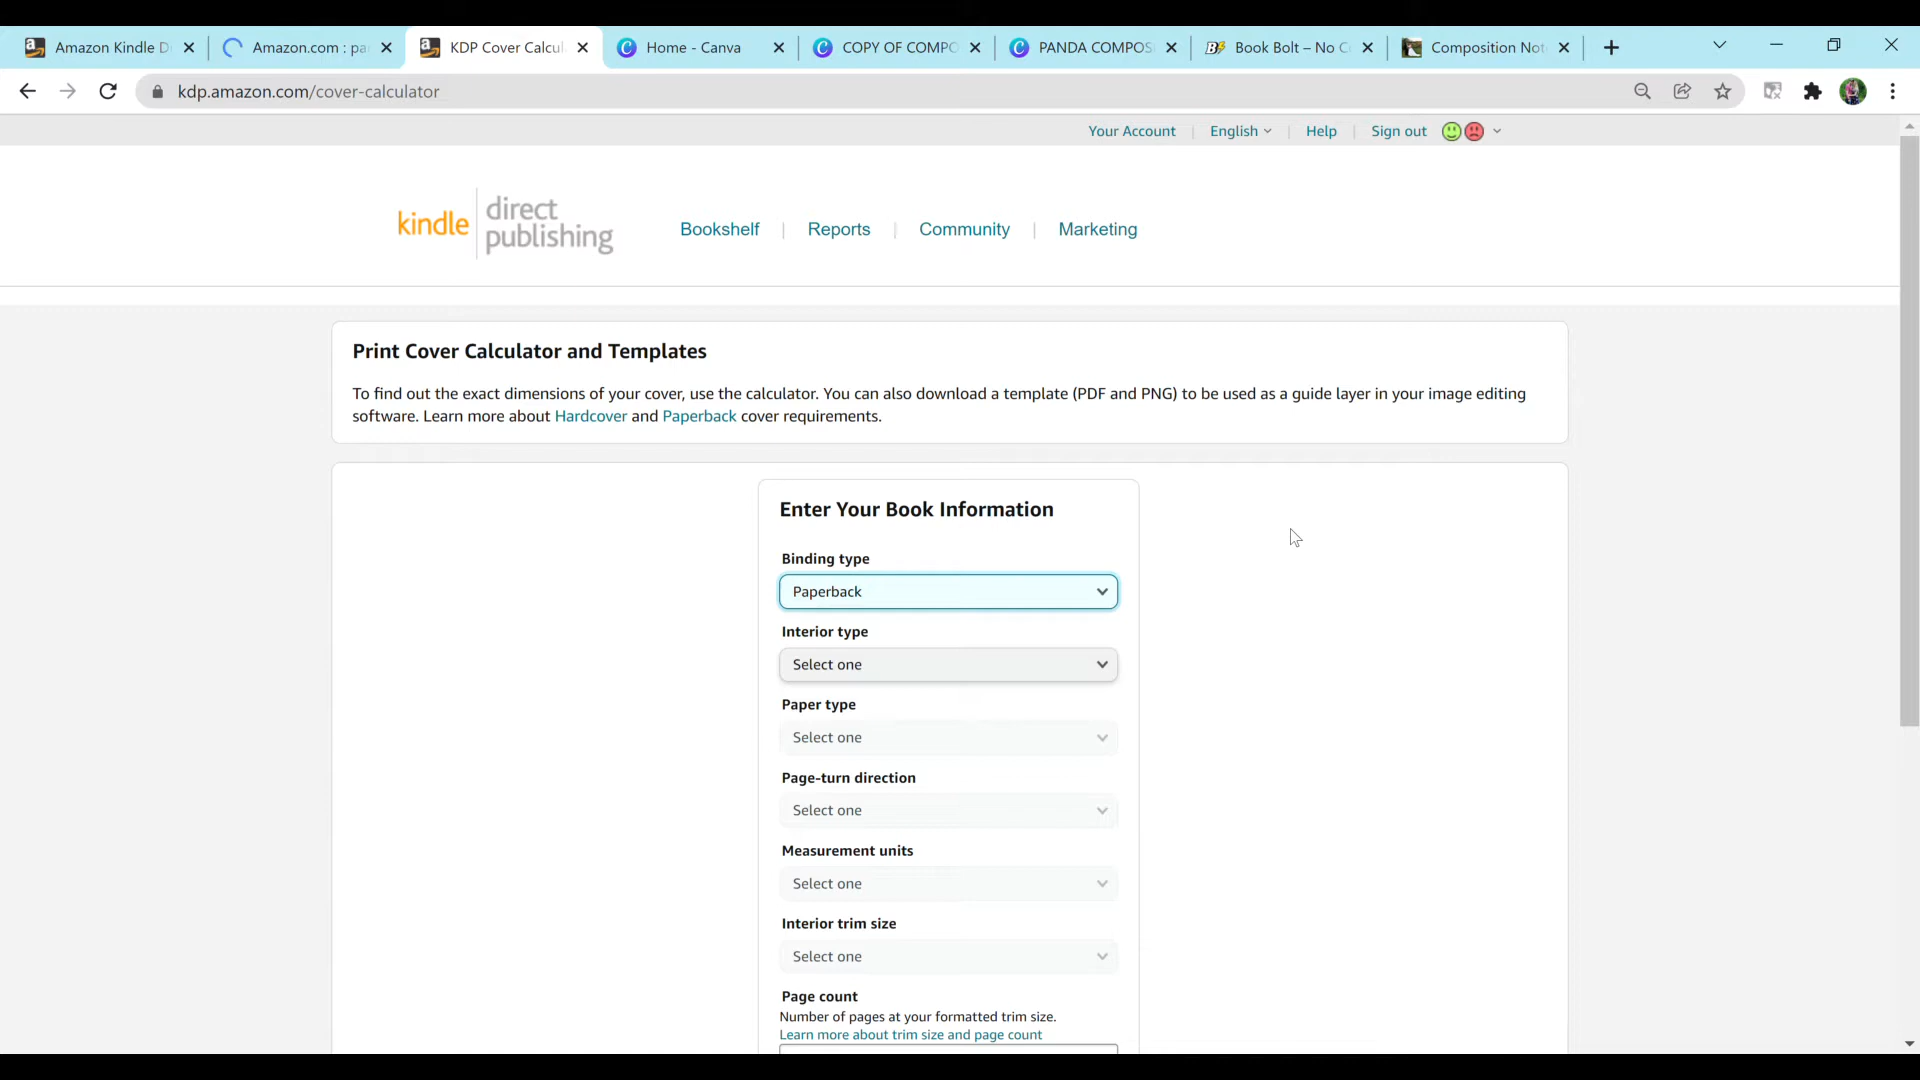 Amazon Kindle D
Amazon.com : pa
KDP Cover Calcul
Home - Canva
COPY OF COMPO
PANDA COMPOS
Book Bolt – No C
Composition Not
kdp.amazon.com/cover-calculator
Your Account
English
Help
Sign out
kindle direct publishing
Bookshelf
Reports
Community
Marketing
Print Cover Calculator and Templates
To find out the exact dimensions of your cover, use the calculator. You can also download a template (PDF and PNG) to be used as a guide layer in your image editing
software. Learn more about Hardcover and Paperback cover requirements.
Enter Your Book Information
Binding type
Paperback
Interior type
Select one
Paper type
Select one
Page-turn direction
Select one
Measurement units
Select one
Interior trim size
Select one
Page count
Number of pages at your formatted trim size.
Learn more about trim size and page count